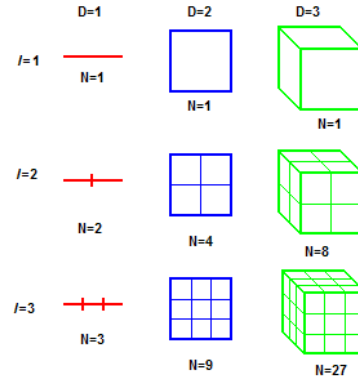 D=1 D=2 D=3
l=1
N=1 N=1 N=1
l=2
N=2 N=4 N=8
l=3
N=3 N=9 N=27